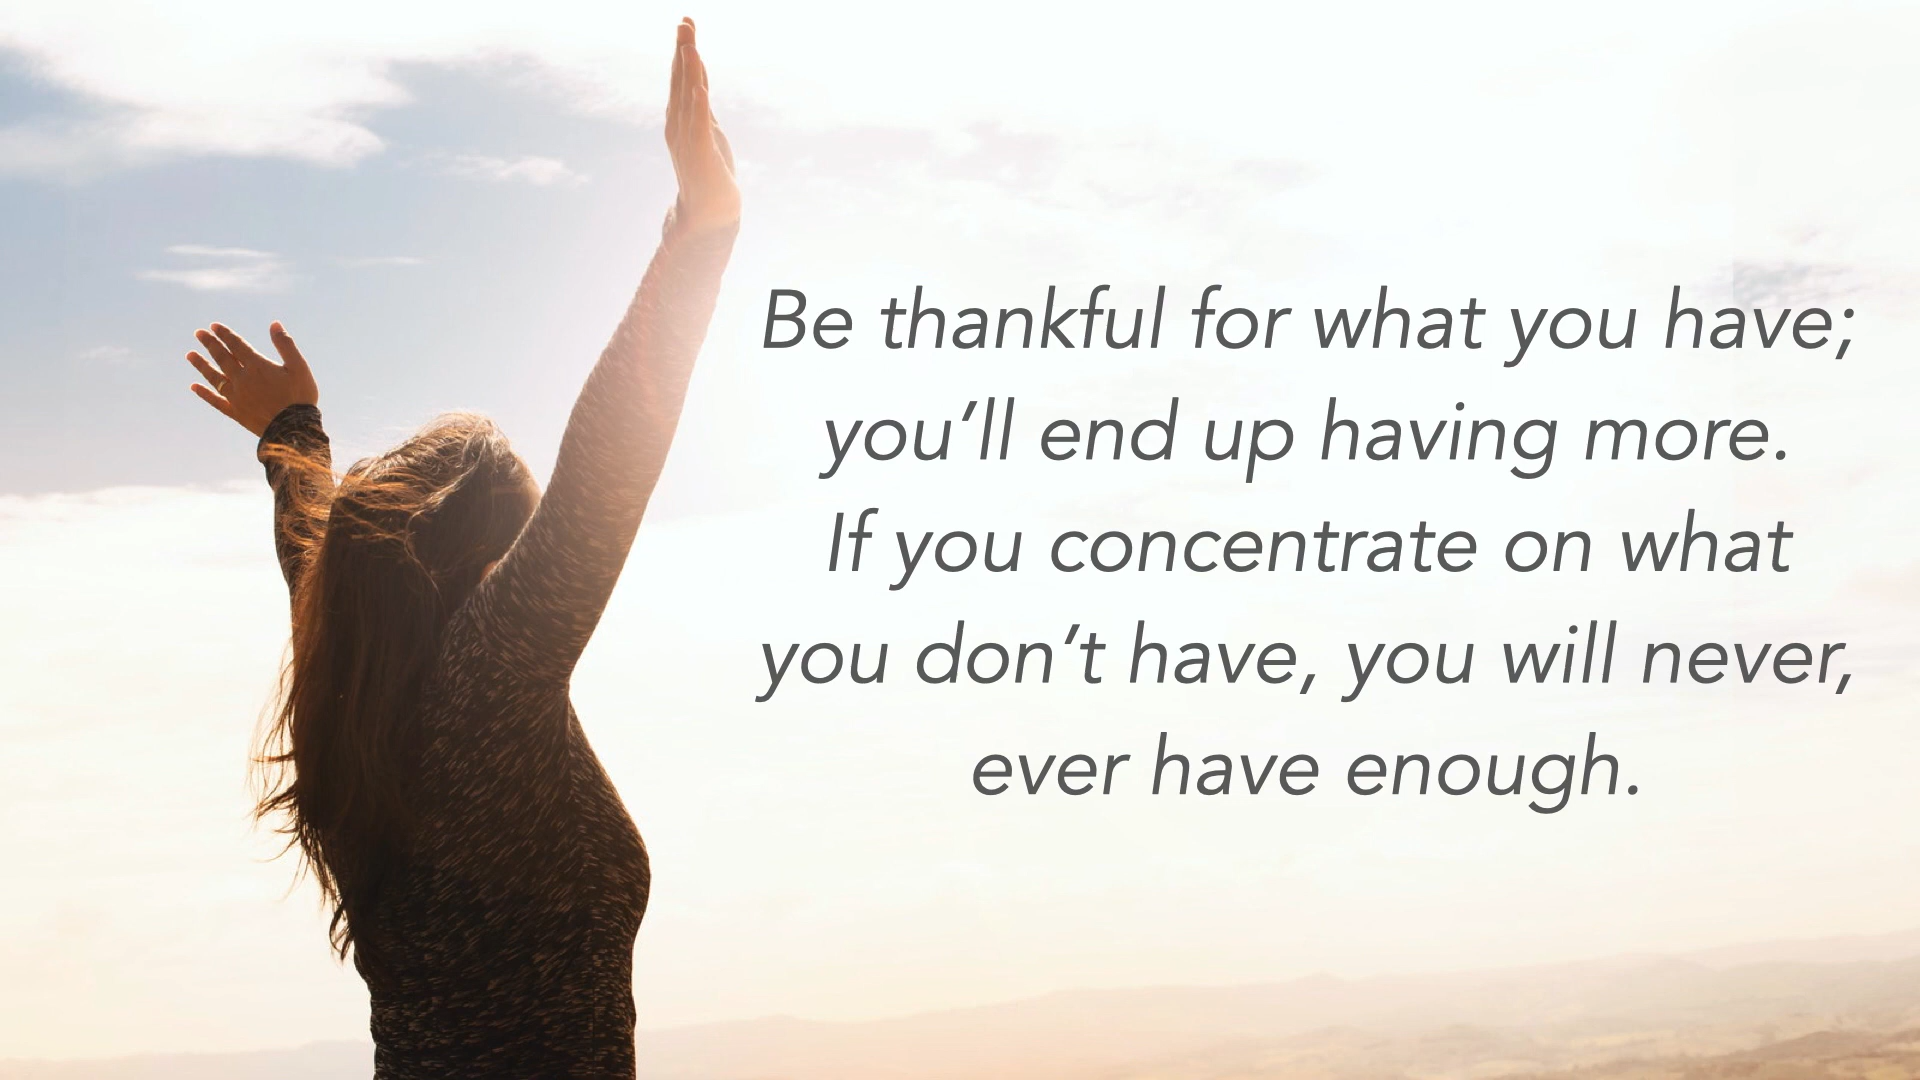 Be thankful for what you have;
you’ll end up having more.
If you concentrate on what
you don’t have, you will never,
ever have enough.